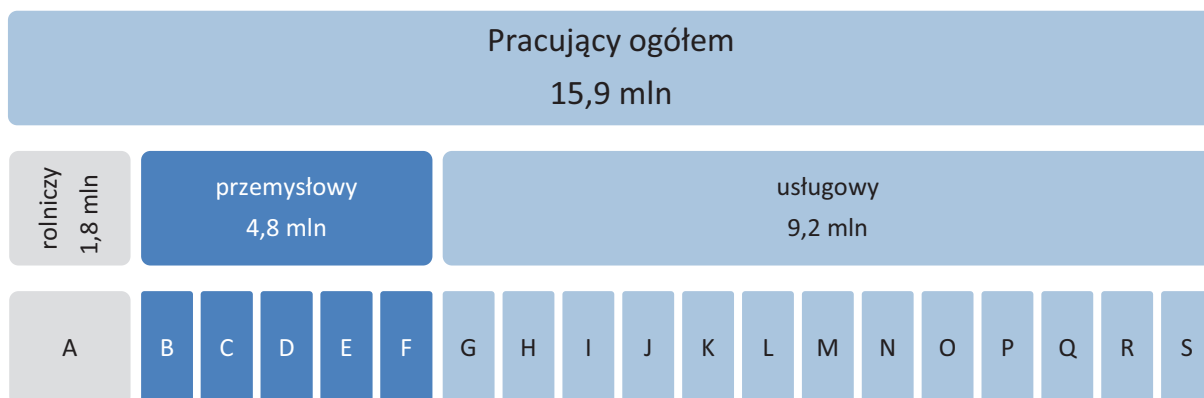 Pracujący ogółem
15,9 mln
rolniczy
1,8 mln
przemysłowy
4,8 mln
usługowy
9,2 mln
A B C D E F G H I J K L M N O P Q R S